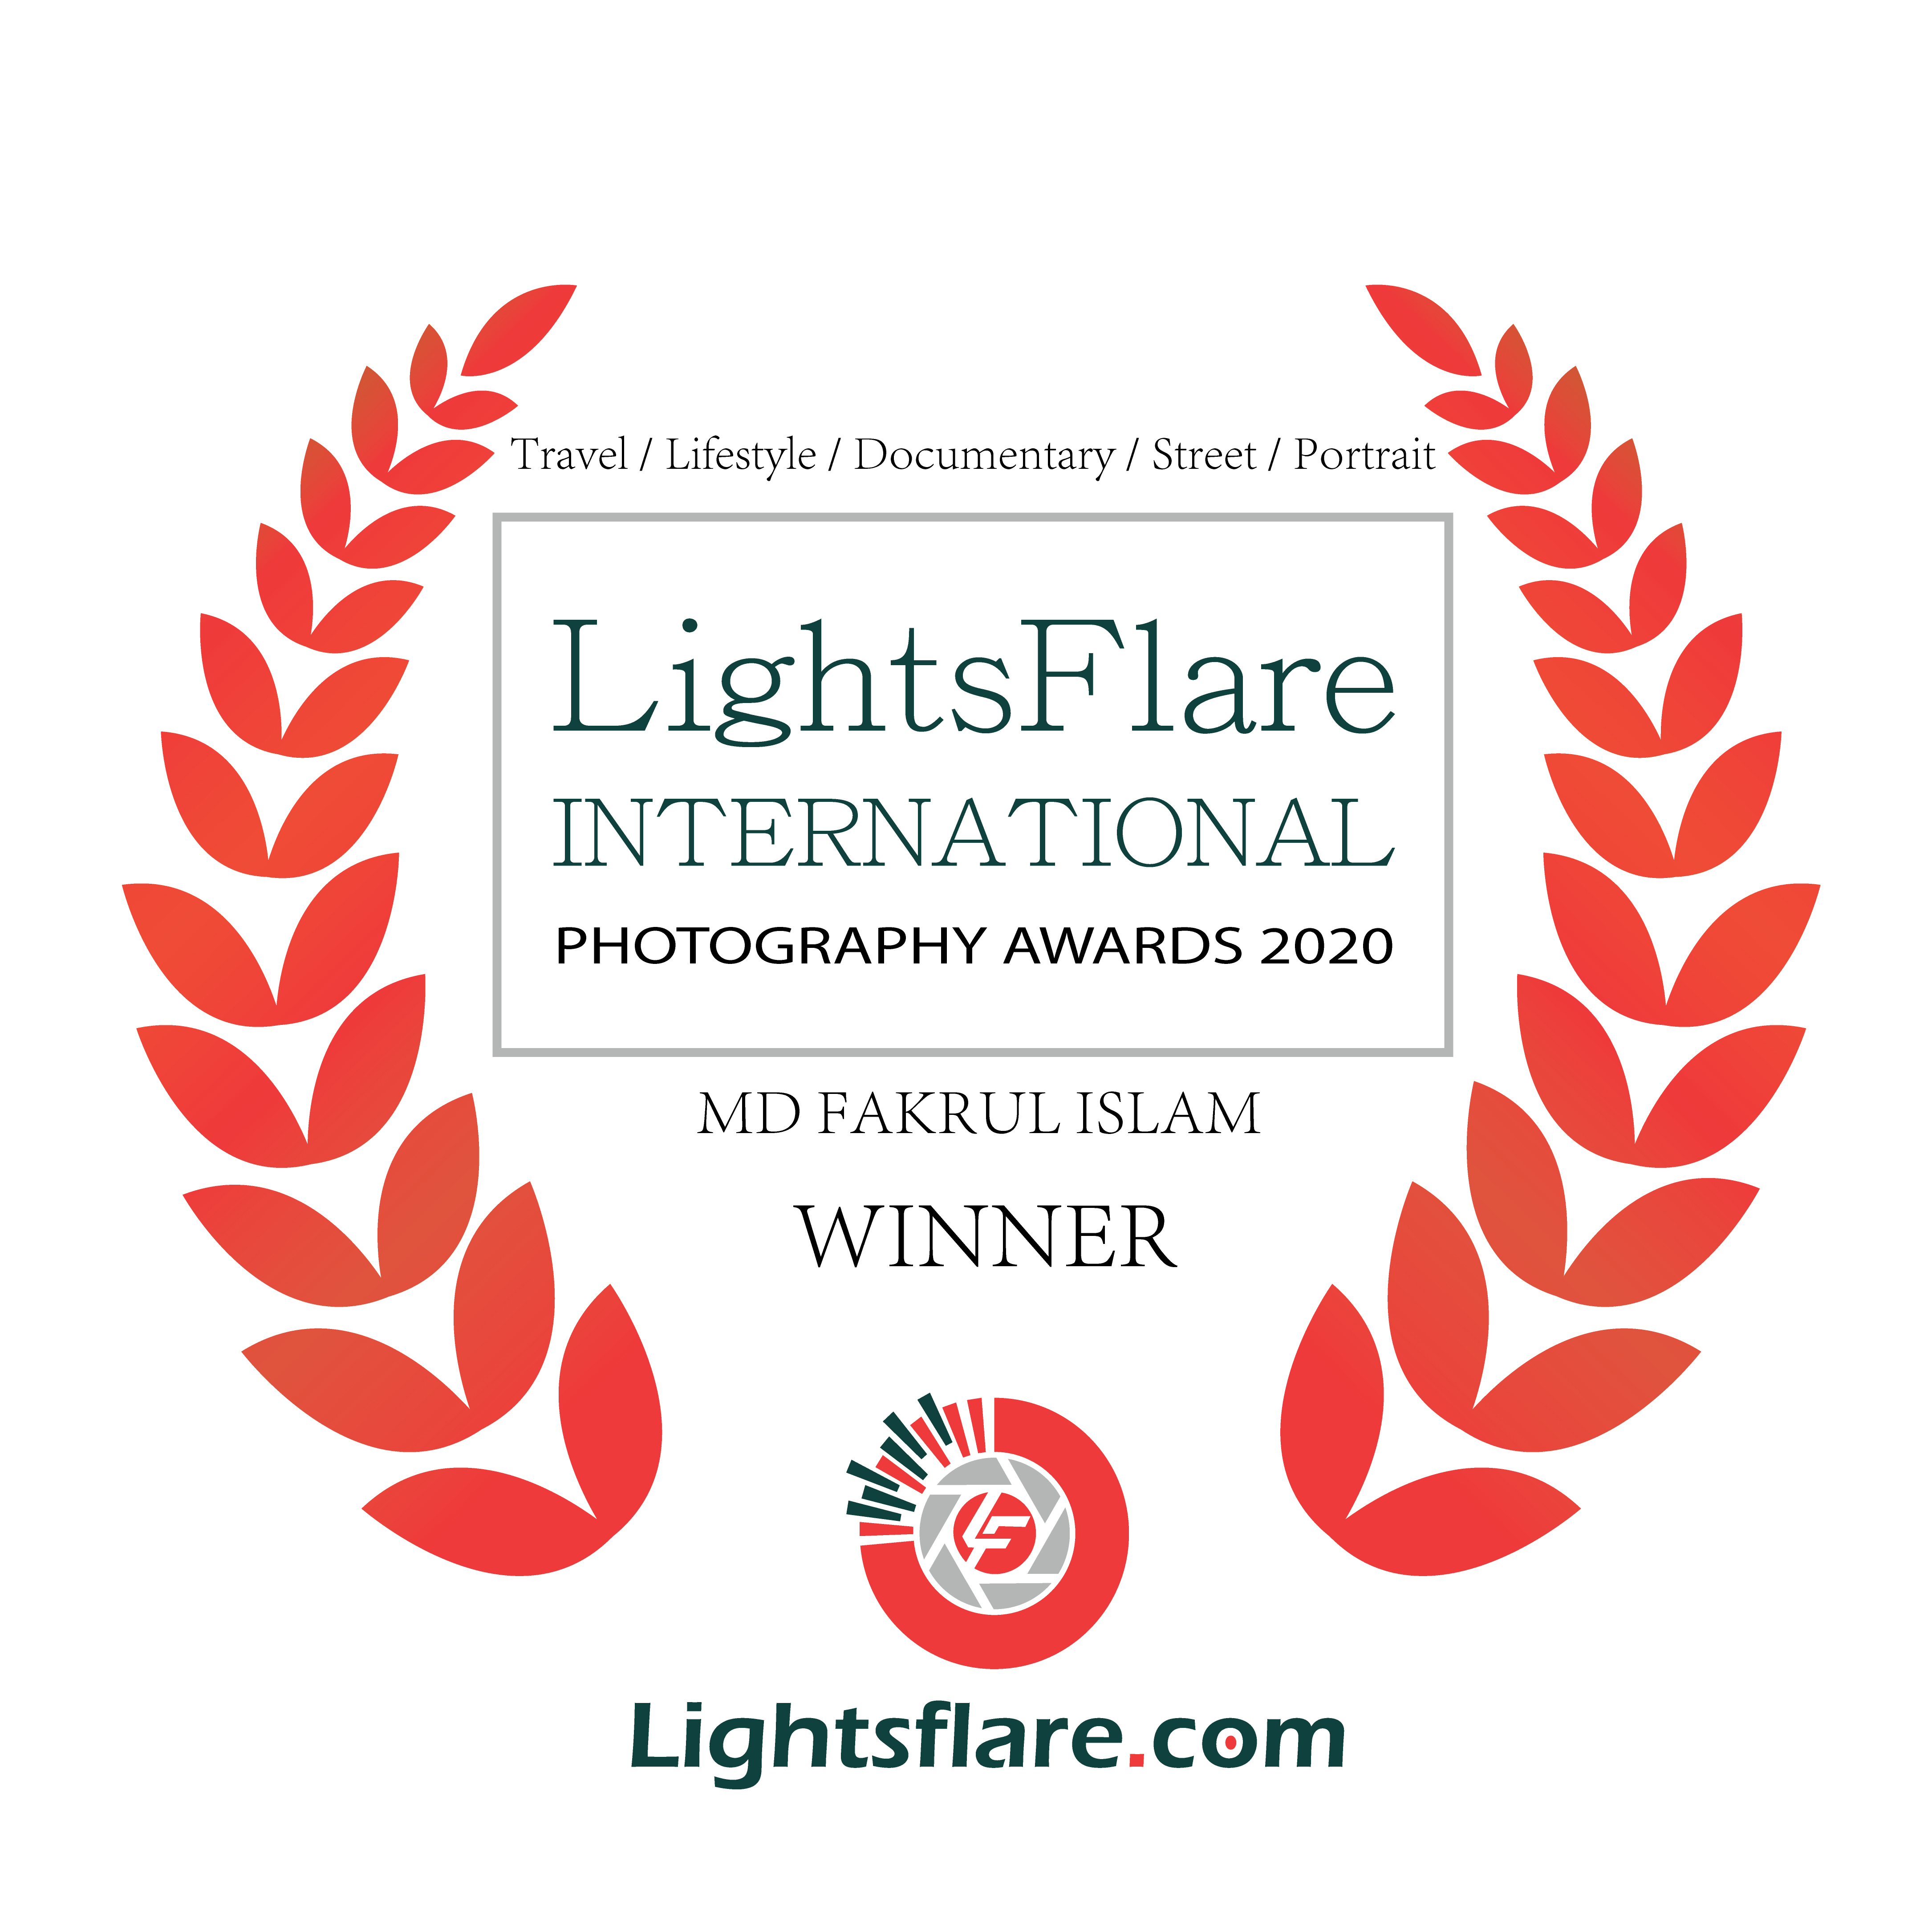 Travel / Lifestyle / Documentary / Street / Portrait
LightsFlare
INTERNATIONAL
PHOTOGRAPHY AWARDS 2020
MD FAKRUL ISLAM
WINNER
Lightsflare.com